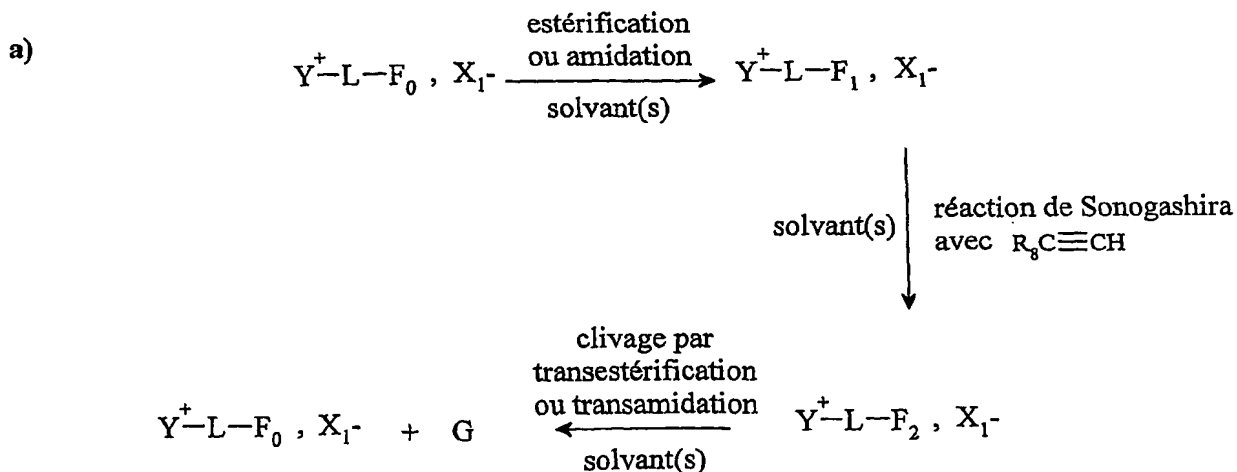 a)
estérification
ou amidation
Y⁺—L—F₀ , X₁-
solvant(s)
Y⁺—L—F₁ , X₁-
solvant(s)
réaction de Sonogashira
avec R₈C≡CH
clivage par
transestérification
ou transamidation
Y⁺—L—F₀ , X₁- + G
solvant(s)
Y⁺—L—F₂ , X₁-